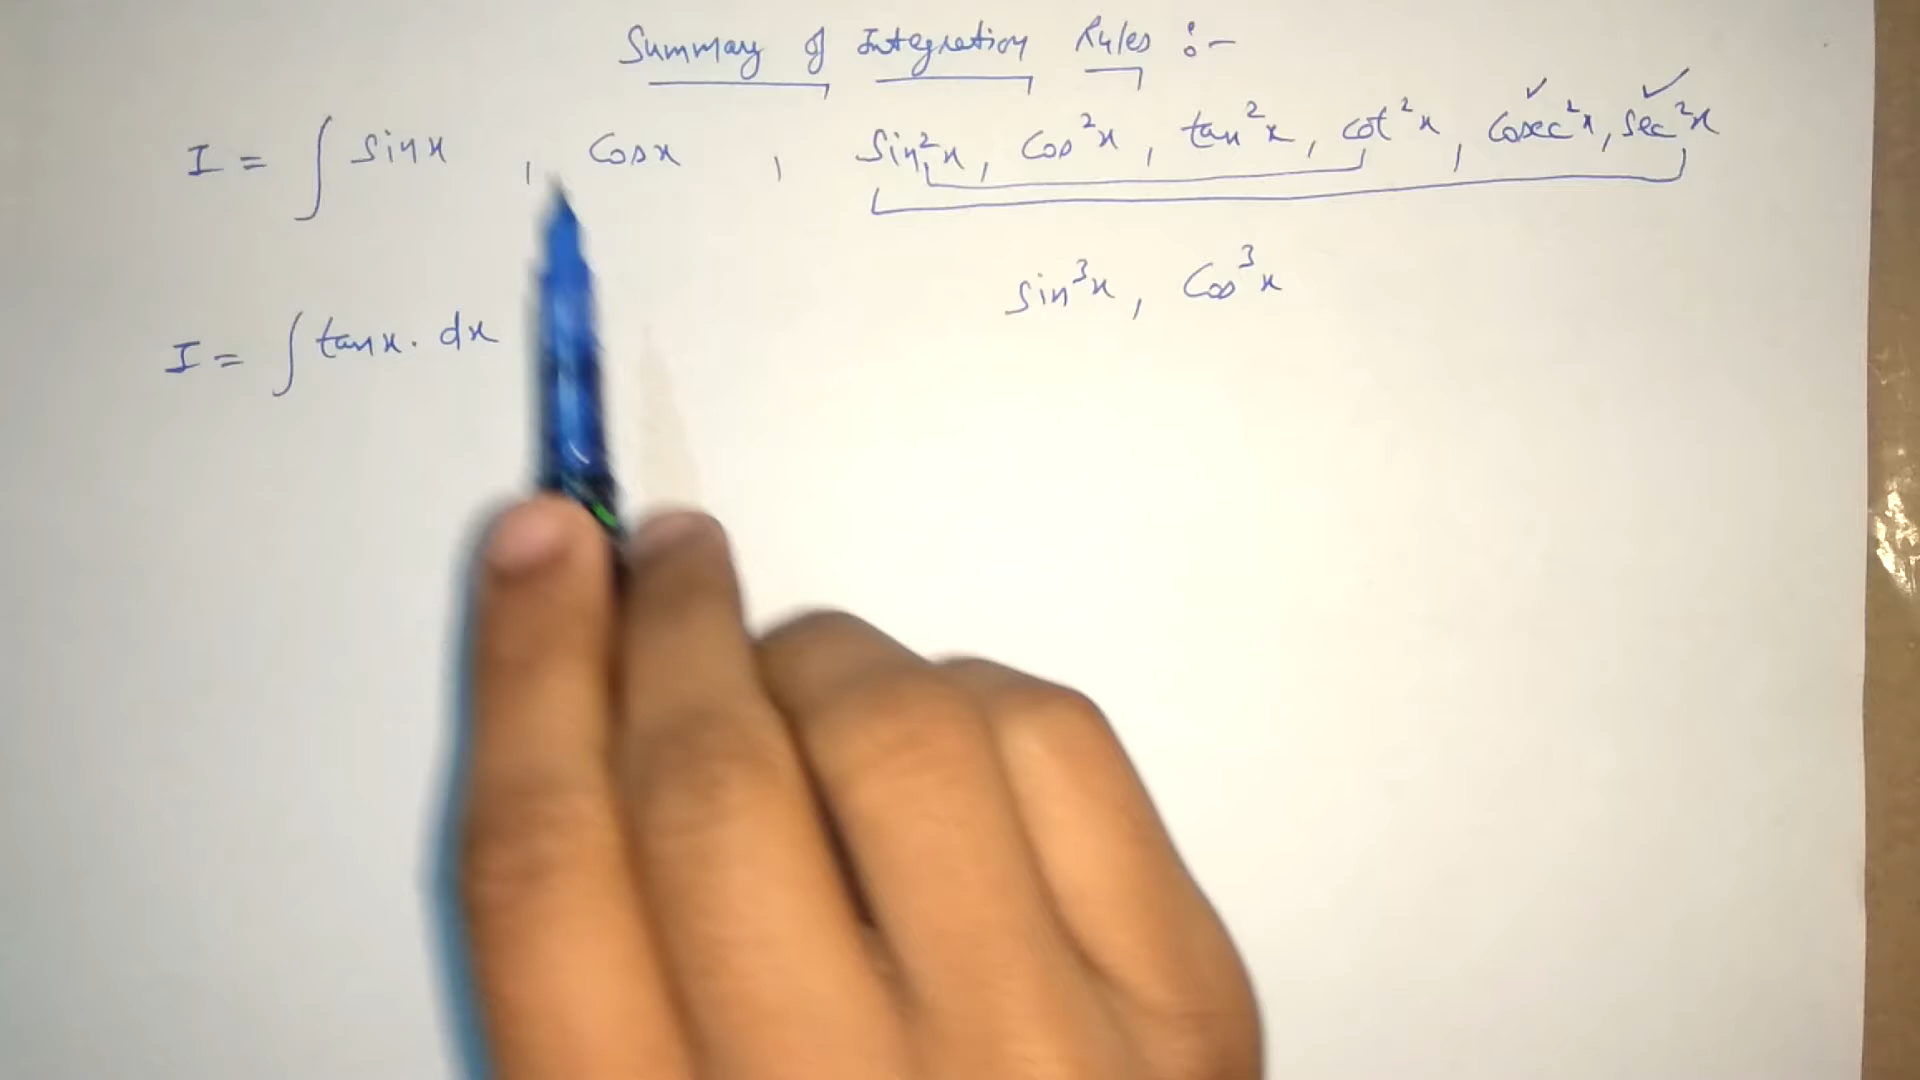 Summary of Integration Rules :-
I = ∫ sinx , cosx , sin²x, cos²x, tan²x, cot²x, cosec²x, sec²x
sin³x, cos³x
I = ∫ tanx. dx